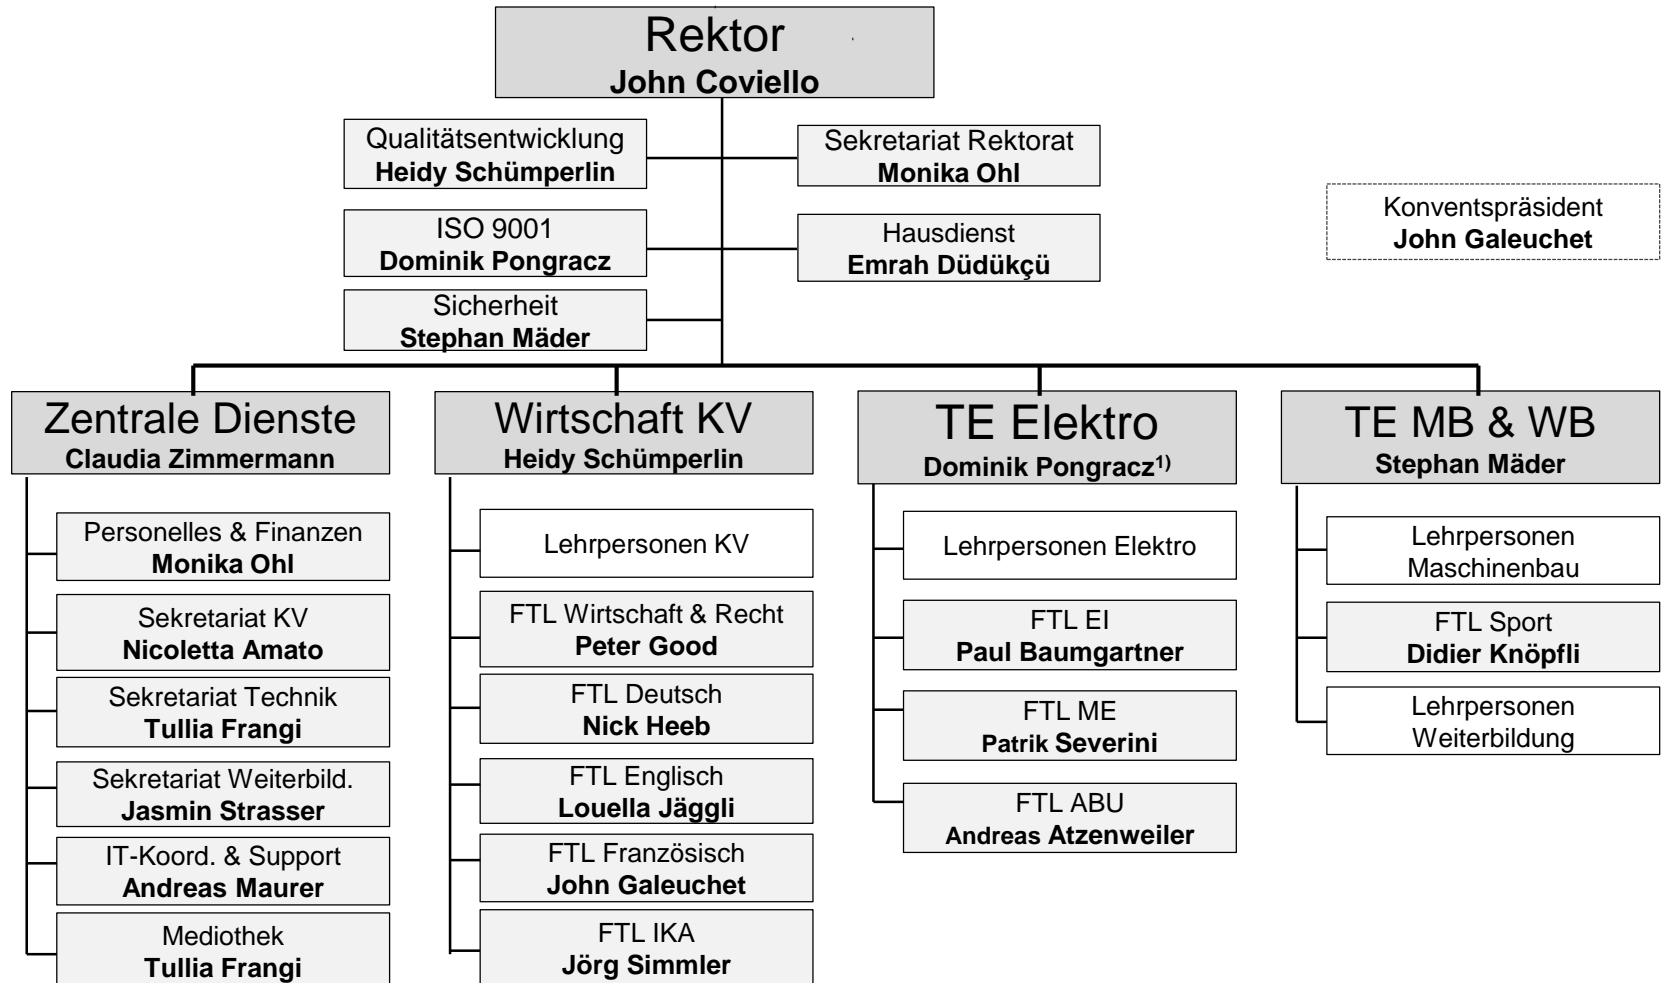 Rektor
John Coviello
Qualitätsentwicklung
Heidy Schümperlin
Sekretariat Rektorat
Monika Ohl
ISO 9001
Dominik Pongracz
Hausdienst
Emrah Düdükçü
Konventspräsident
John Galeuchet
Sicherheit
Stephan Mäder
Zentrale Dienste
Claudia Zimmermann
Personelles & Finanzen
Monika Ohl
Sekretariat KV
Nicoletta Amato
Sekretariat Technik
Tullia Frangi
Sekretariat Weiterbild.
Jasmin Strasser
IT-Koord. & Support
Andreas Maurer
Mediothek
Tullia Frangi
Wirtschaft KV
Heidy Schümperlin
Lehrpersonen KV
FTL Wirtschaft & Recht
Peter Good
FTL Deutsch
Nick Heeb
FTL Englisch
Louella Jäggli
FTL Französisch
John Galeuchet
FTL IKA
Jörg Simmler
TE Elektro
Dominik Pongracz¹⁾
Lehrpersonen Elektro
FTL EI
Paul Baumgartner
FTL ME
Patrik Severini
FTL ABU
Andreas Atzenweiler
TE MB & WB
Stephan Mäder
Lehrpersonen
Maschinenbau
FTL Sport
Didier Knöpfli
Lehrpersonen
Weiterbildung